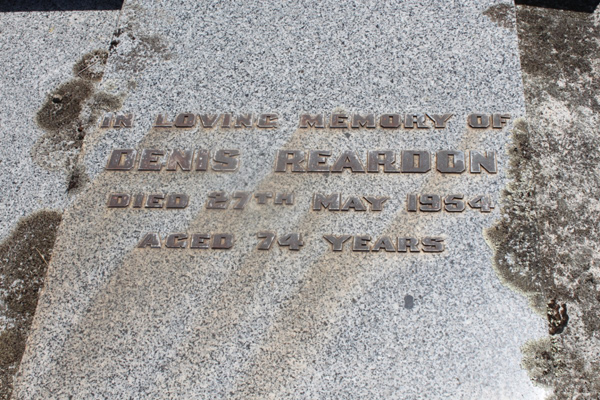 IN LOVING MEMORY OF
DENIS REARDON
DIED 27TH MAY 1954
AGED 74 YEARS